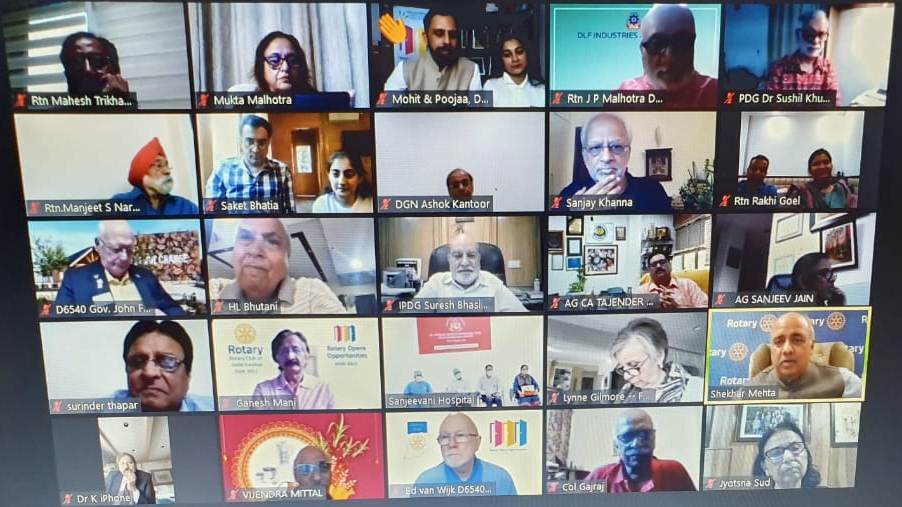 DLF INDUSTRIES
Rtn Mahesh Trikha...
Mukta Malhotra
Mohit & Poojaa, D...
Rtn J P Malhotra D...
PDG Dr Sushil Khu...
Rtn.Manjeet S Nar...
Saket Bhatia
DGN Ashok Kantoor
Sanjay Khanna
Rtn Rakhi Goel
CHARGE
D6540 Gov. John P...
HL Bhutani
IPDG Suresh Bhasi...
AG CA TAJENDER ...
AG SANJEEV JAIN
Rotary
Rotary Opens
Opportunities
Rotary
Rotary
Rotary
surinder thapar
Ganesh Mani
Sanjeevani Hospital
Lynne Gilmore
Shekhar Mehta
Dr K iPhone
VIJENDRA MITTAL
Ed van Wijk D6540...
Col Gajraj
Jyotsna Sud